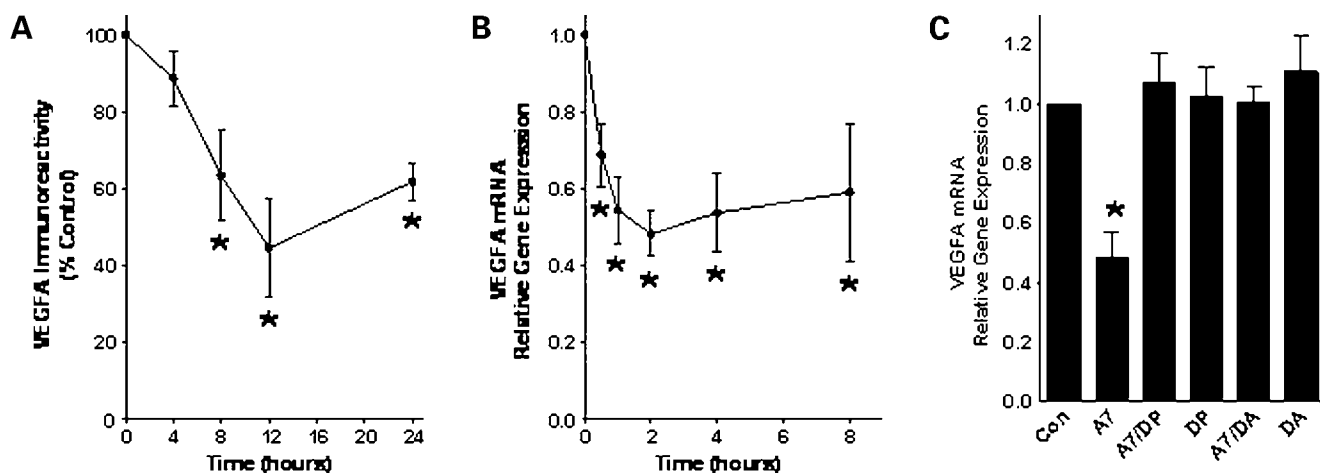 A
VEGFA Immunoreactivity
(% Control)
100
80
60
40
20
0
0 4 8 12 16 20 24
Time (hours)
B
VEGFA mRNA
Relative Gene Expression
1.0
0.8
0.6
0.4
0.2
0.0
0 2 4 6 8
Time (hours)
C
VEGFA mRNA
Relative Gene Expression
1.2
1.0
0.8
0.6
0.4
0.2
0.0
Con A7 A7/DP DP A7/DA DA